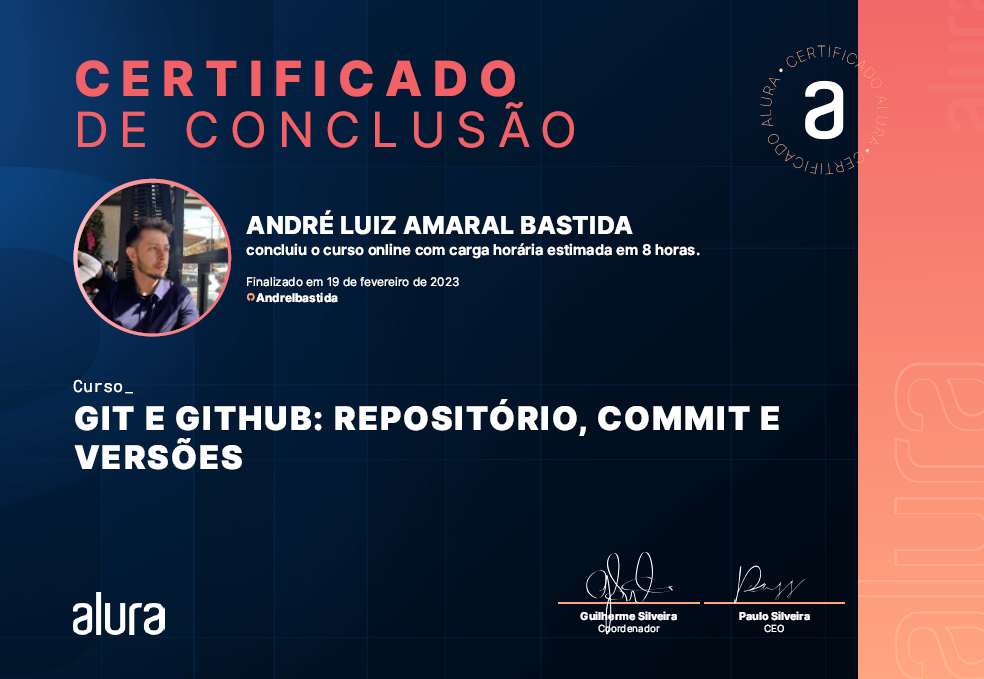 CERTIFICADO
DE CONCLUSÃO
CERTIFICADO ALURA • CERTIFICADO ALURA •
a
ANDRÉ LUIZ AMARAL BASTIDA
concluiu o curso online com carga horária estimada em 8 horas.
Finalizado em 19 de fevereiro de 2023
Andrelbastida
Curso_
GIT E GITHUB: REPOSITÓRIO, COMMIT E
VERSÕES
alura
Guilherme Silveira
Coordenador
Paulo Silveira
CEO
alura
alura
alura